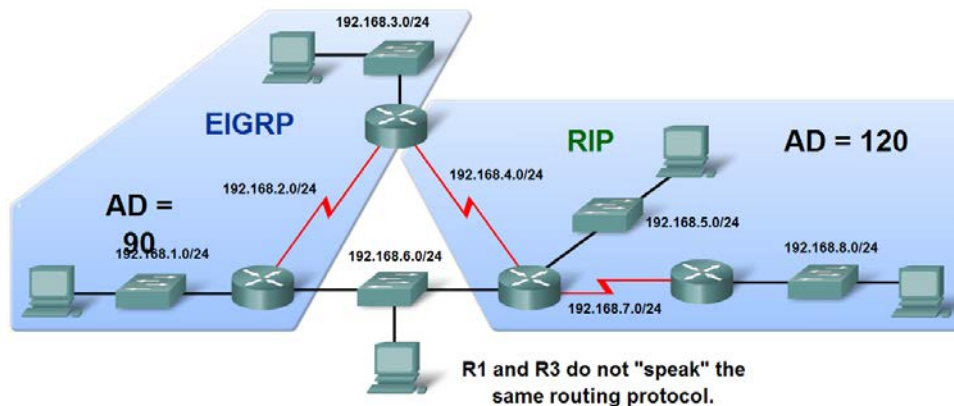 192.168.3.0/24
EIGRP
RIP
AD = 120
192.168.2.0/24
192.168.4.0/24
AD =
90
192.168.5.0/24
192.168.1.0/24
192.168.6.0/24
192.168.8.0/24
192.168.7.0/24
R1 and R3 do not "speak" the
same routing protocol.